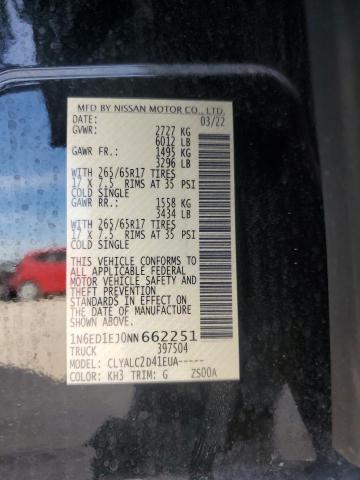 MFD BY NISSAN MOTOR CO., LTD.
DATE: 03/22
GVWR: 2727 KG
6012 LB
GAWR FR.: 1495 KG
3296 LB
WITH 265/65R17 TIRES
17 X 7.5 RIMS AT 35 PSI
COLD SINGLE
GAWR RR.: 1558 KG
3434 LB
WITH 265/65R17 TIRES
17 X 7.5 RIMS AT 35 PSI
COLD SINGLE
THIS VEHICLE CONFORMS TO
ALL APPLICABLE FEDERAL
MOTOR VEHICLE SAFETY AND
THEFT PREVENTION
STANDARDS IN EFFECT ON
THE DATE OF MANUFACTURE
SHOWN ABOVE.
1N6ED1EJ0NN662251
TRUCK 397504
MODEL: CLYALC2D41EUA-----
COLOR: KH3 TRIM: G ZS00A